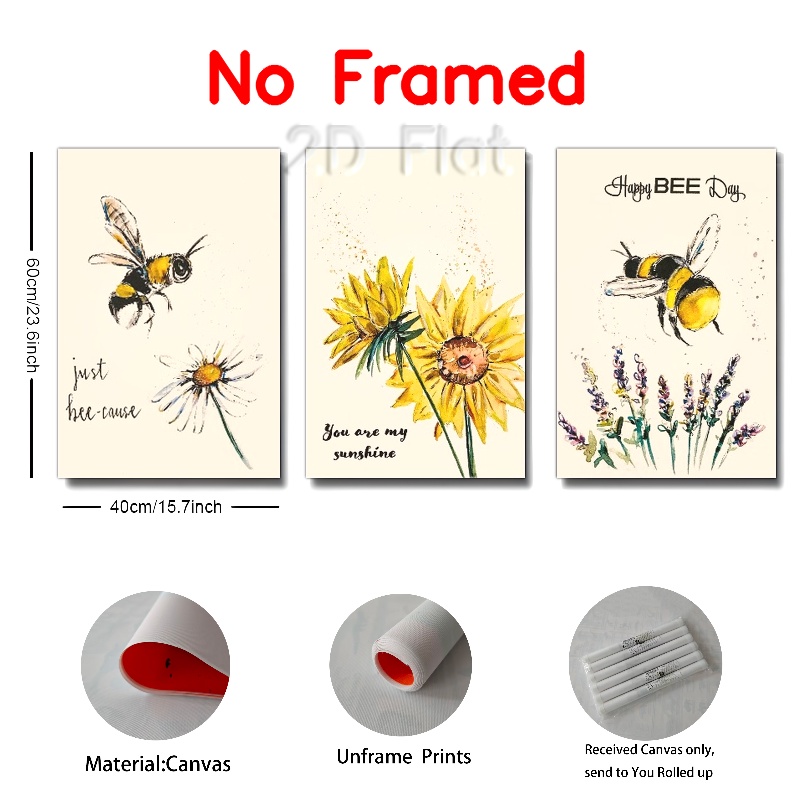 No Framed
2D Flat
60cm/23.6inch
just
bee-cause
You are my
sunshine
Happy BEE Day
40cm/15.7inch
Material:Canvas
Unframe Prints
Received Canvas only,
send to You Rolled up